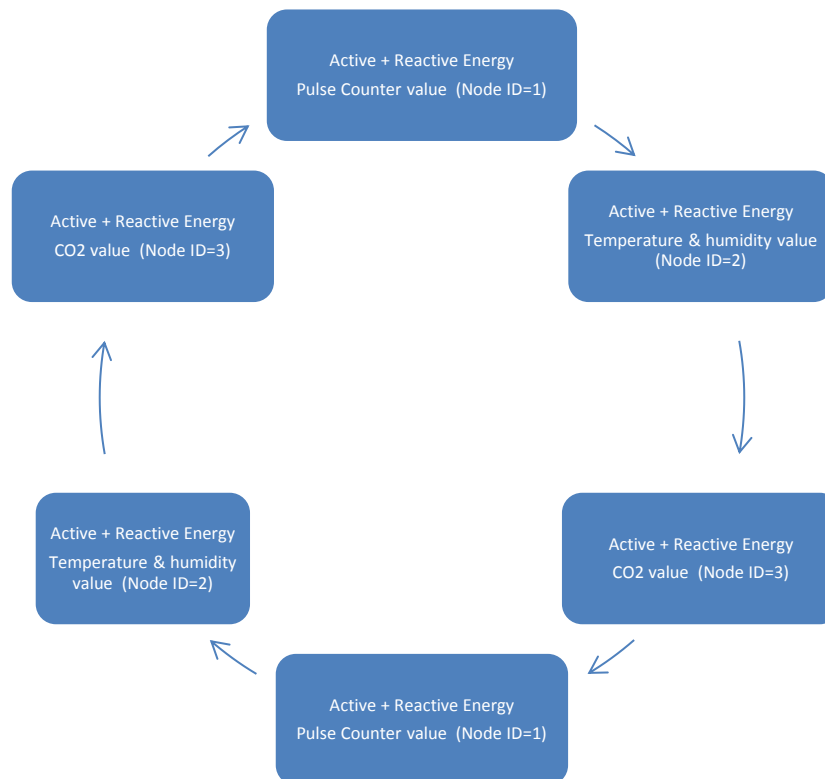 Active + Reactive Energy
Pulse Counter value  (Node ID=1)
Active + Reactive Energy
Temperature & humidity value
(Node ID=2)
Active + Reactive Energy
CO2 value  (Node ID=3)
Active + Reactive Energy
Pulse Counter value  (Node ID=1)
Active + Reactive Energy
Temperature & humidity
value  (Node ID=2)
Active + Reactive Energy
CO2 value  (Node ID=3)